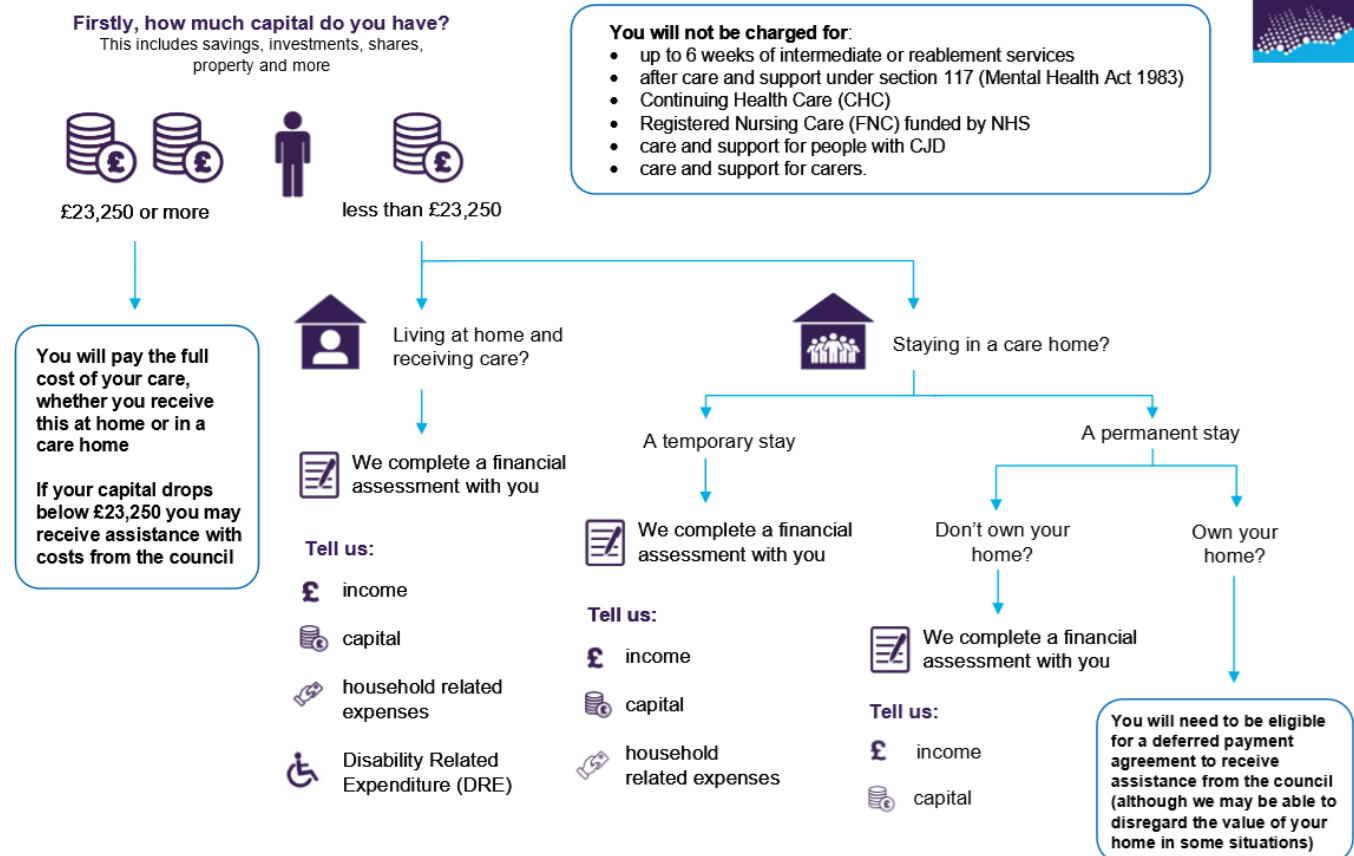 Firstly, how much capital do you have?
This includes savings, investments, shares,
property and more
£23,250 or more
less than £23,250
You will not be charged for:
• up to 6 weeks of intermediate or reablement services
• after care and support under section 117 (Mental Health Act 1983)
• Continuing Health Care (CHC)
• Registered Nursing Care (FNC) funded by NHS
• care and support for people with CJD
• care and support for carers.
You will pay the full
cost of your care,
whether you receive
this at home or in a
care home
If your capital drops
below £23,250 you may
receive assistance with
costs from the council
Living at home and
receiving care?
We complete a financial
assessment with you
Tell us:
£ income
capital
household related
expenses
Disability Related
Expenditure (DRE)
Staying in a care home?
A temporary stay
We complete a financial
assessment with you
Tell us:
£ income
capital
household
related expenses
A permanent stay
Don't own your
home?
We complete a financial
assessment with you
Tell us:
£ income
capital
Own your
home?
You will need to be eligible
for a deferred payment
agreement to receive
assistance from the council
(although we may be able to
disregard the value of your
home in some situations)